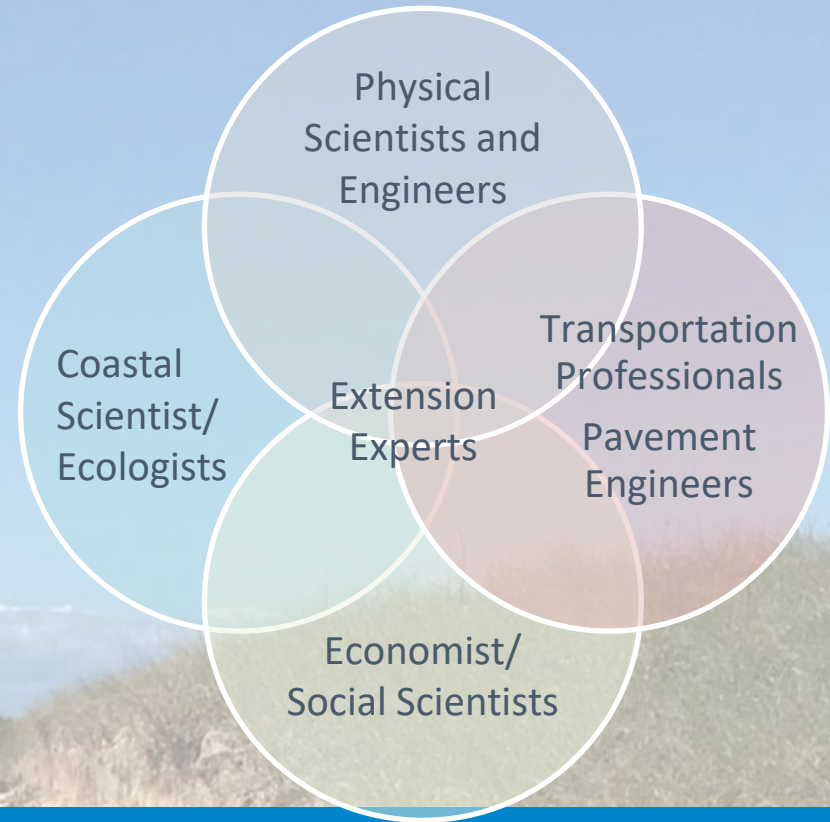 Physical
Scientists and
Engineers
Coastal
Scientist/
Ecologists
Extension
Experts
Transportation
Professionals
Pavement
Engineers
Economist/
Social Scientists